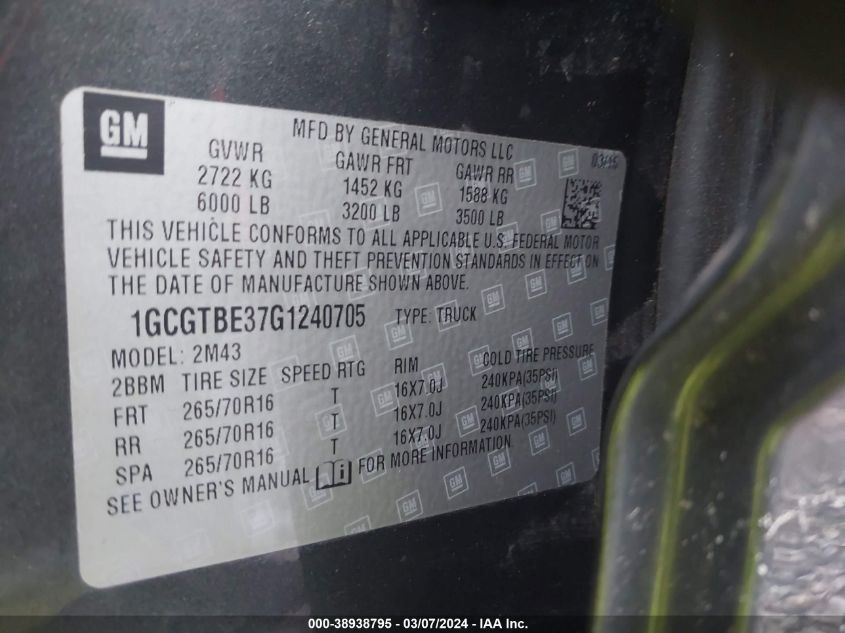 GM
MFD BY GENERAL MOTORS LLC
03/15
GVWR GAWR FRT GAWR RR
2722 KG 1452 KG 1588 KG
6000 LB 3200 LB 3500 LB
THIS VEHICLE CONFORMS TO ALL APPLICABLE U.S. FEDERAL MOTOR
VEHICLE SAFETY AND THEFT PREVENTION STANDARDS IN EFFECT ON
THE DATE OF MANUFACTURE SHOWN ABOVE.
1GCGTBE37G1240705 TYPE: TRUCK
MODEL: 2M43
2BBM TIRE SIZE SPEED RTG RIM COLD TIRE PRESSURE
FRT 265/70R16 T 16X7.0J 240KPA(35PSI)
RR 265/70R16 T 16X7.0J 240KPA(35PSI)
SPA 265/70R16 T 16X7.0J 240KPA(35PSI)
SEE OWNER'S MANUAL FOR MORE INFORMATION.
000-38938795 - 03/07/2024 - IAA Inc.